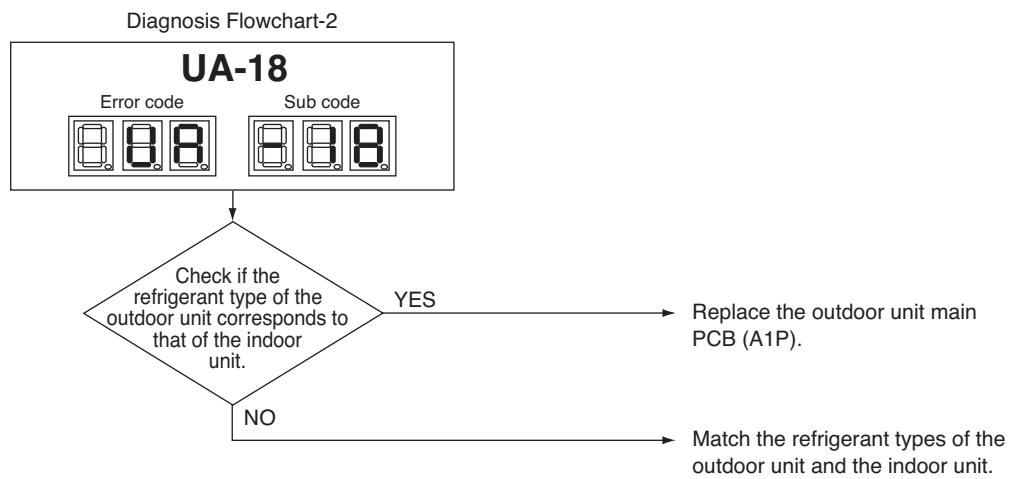 Diagnosis Flowchart-2
UA-18
Error code
Sub code
UA
-18
Check if the
refrigerant type of the
outdoor unit corresponds to
that of the indoor
unit.
YES
Replace the outdoor unit main
PCB (A1P).
NO
Match the refrigerant types of the
outdoor unit and the indoor unit.